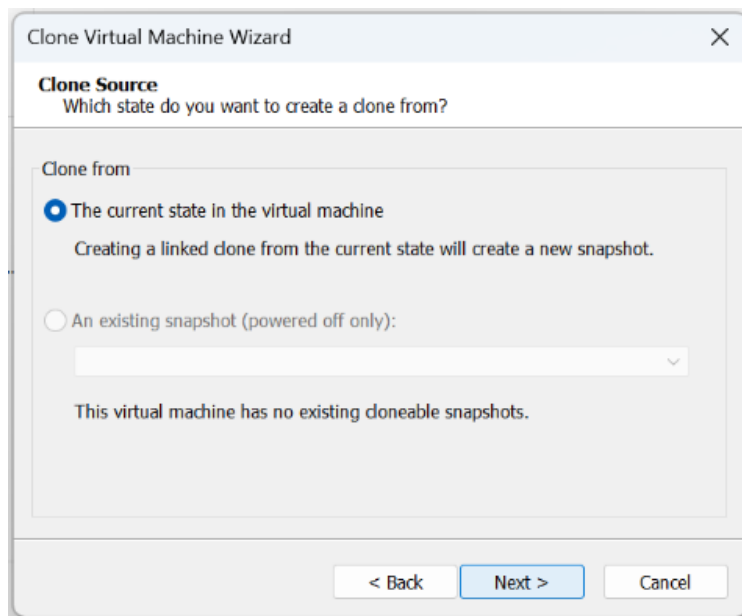 Clone Virtual Machine Wizard
Clone Source
Which state do you want to create a clone from?
Clone from
The current state in the virtual machine
Creating a linked clone from the current state will create a new snapshot.
An existing snapshot (powered off only):
This virtual machine has no existing cloneable snapshots.
< Back
Next >
Cancel